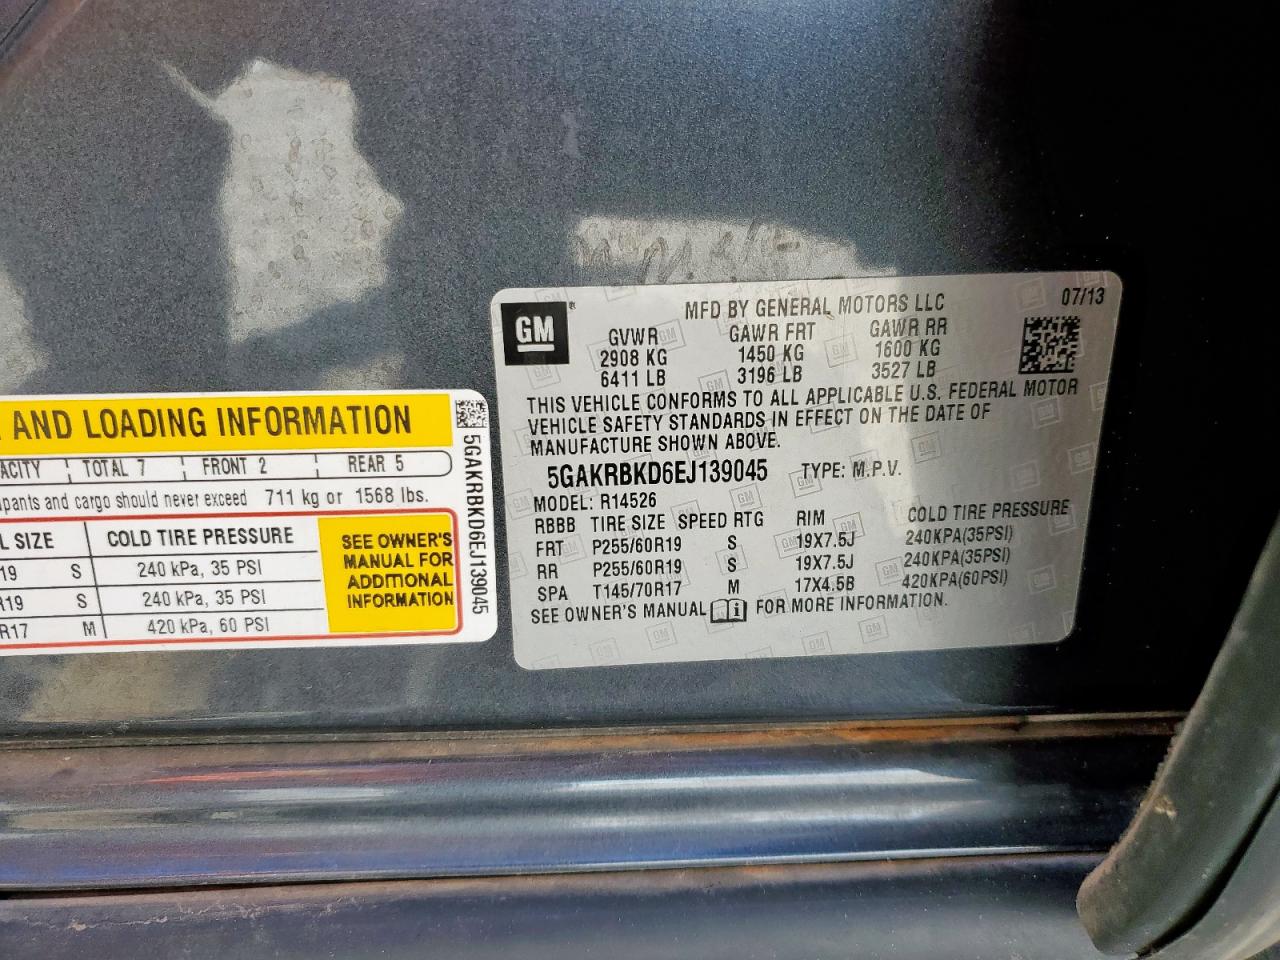 AND LOADING INFORMATION
ACITY TOTAL 7 FRONT 2 REAR 5
pants and cargo should never exceed 711 kg or 1568 lbs.
SIZE COLD TIRE PRESSURE
19 S 240 kPa, 35 PSI
R19 S 240 kPa, 35 PSI
R17 M 420 kPa, 60 PSI
SEE OWNER'S
MANUAL FOR
ADDITIONAL
INFORMATION
5GAKRBKD6EJ139045
GM ®
MFD BY GENERAL MOTORS LLC 07/13
GVWR GAWR FRT GAWR RR
2908 KG 1450 KG 1600 KG
6411 LB 3196 LB 3527 LB
THIS VEHICLE CONFORMS TO ALL APPLICABLE U.S. FEDERAL MOTOR
VEHICLE SAFETY STANDARDS IN EFFECT ON THE DATE OF
MANUFACTURE SHOWN ABOVE.
5GAKRBKD6EJ139045 TYPE: M.P.V.
MODEL: R14526
RBBB TIRE SIZE SPEED RTG RIM COLD TIRE PRESSURE
FRT P255/60R19 S 19X7.5J 240KPA(35PSI)
RR P255/60R19 S 19X7.5J 240KPA(35PSI)
SPA T145/70R17 M 17X4.5B 420KPA(60PSI)
SEE OWNER'S MANUAL FOR MORE INFORMATION.